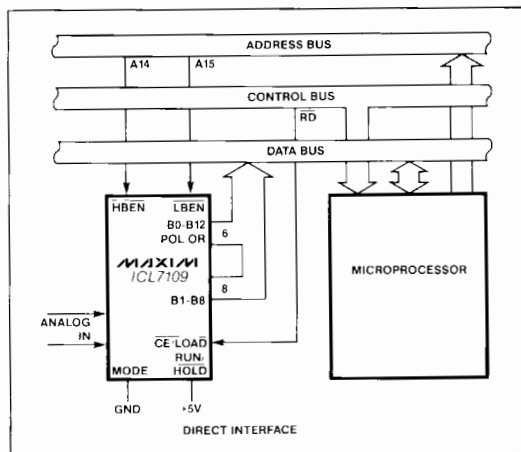 ADDRESS BUS
A14 A15
CONTROL BUS
RD
DATA BUS
HBEN LBEN
B0-B12
POL OR 6
MAXIM
ICL7109
8
B1-B8
MICROPROCESSOR
ANALOG
IN
CE/LOAD
RUN/
HOLD
MODE
GND +5V
DIRECT INTERFACE